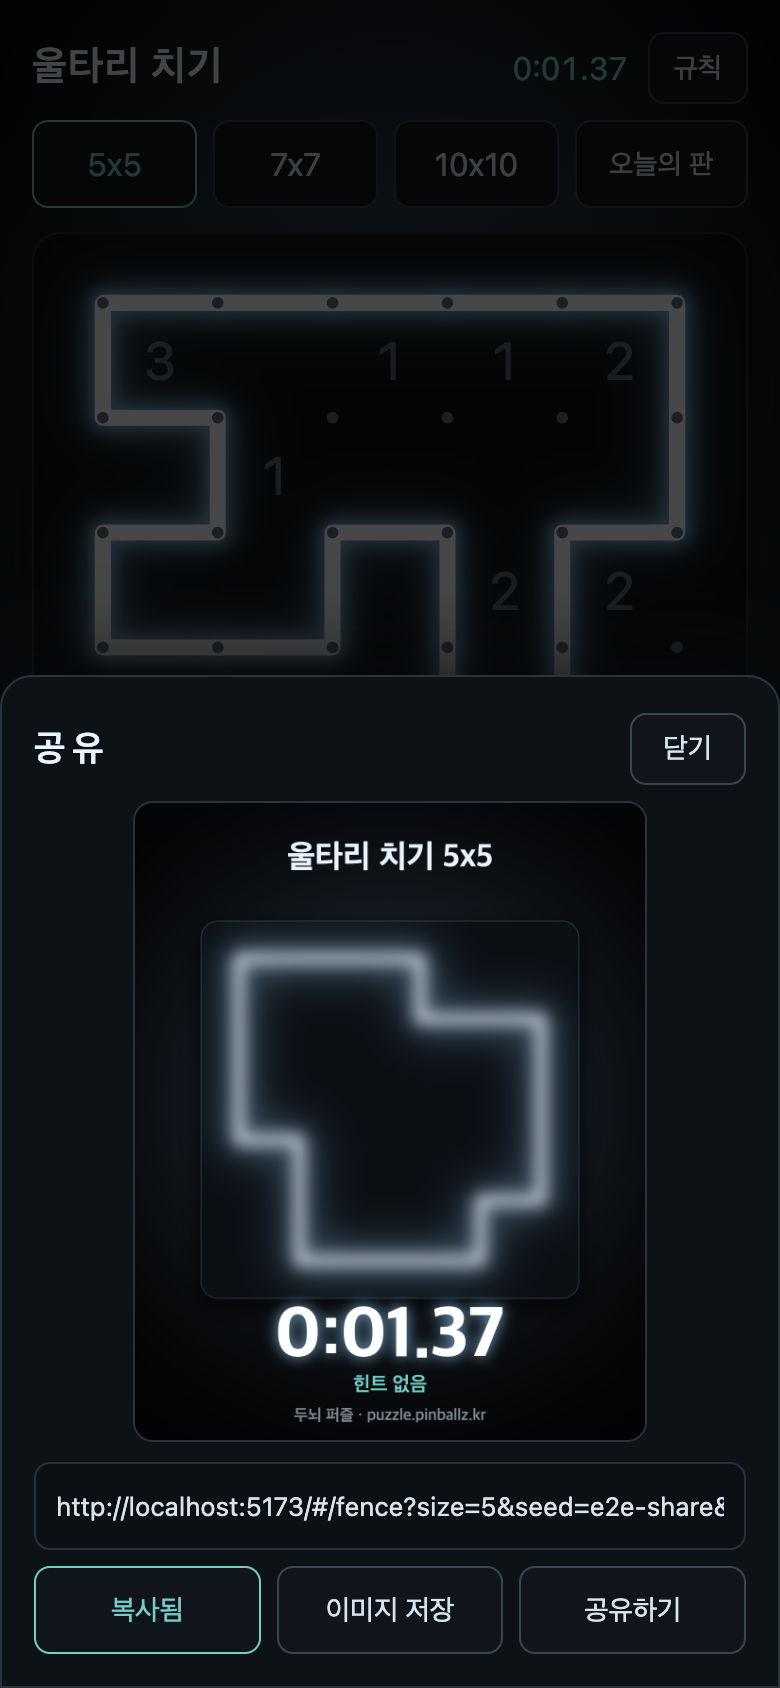 울타리 치기
0:01.37
규칙
5x5
7x7
10x10
오늘의 판
3 1 1 2
1
2 2
공유
닫기
울타리 치기 5x5
0:01.37
힌트 없음
두뇌 퍼즐 · puzzle.pinballz.kr
http://localhost:5173/#/fence?size=5&seed=e2e-share&
복사됨
이미지 저장
공유하기